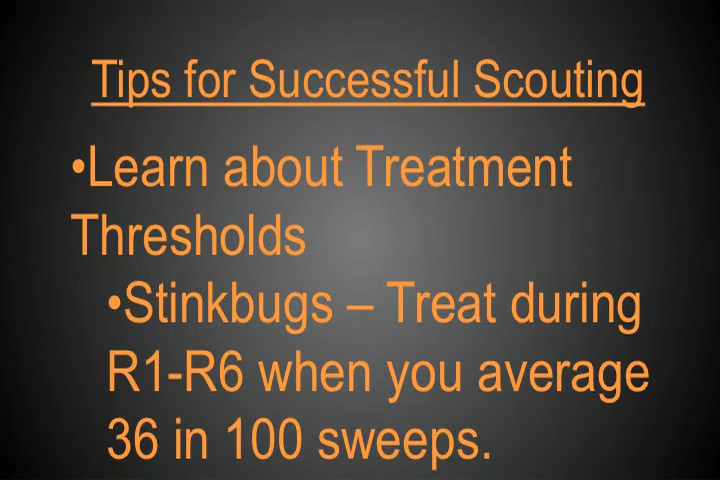 Tips for Successful Scouting
•Learn about Treatment
Thresholds
•Stinkbugs – Treat during
R1-R6 when you average
36 in 100 sweeps.